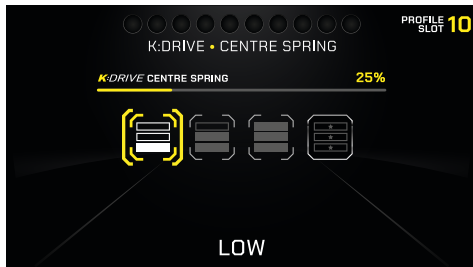 PROFILE
SLOT 10
K:DRIVE • CENTRE SPRING
K:DRIVE CENTRE SPRING 25%
LOW